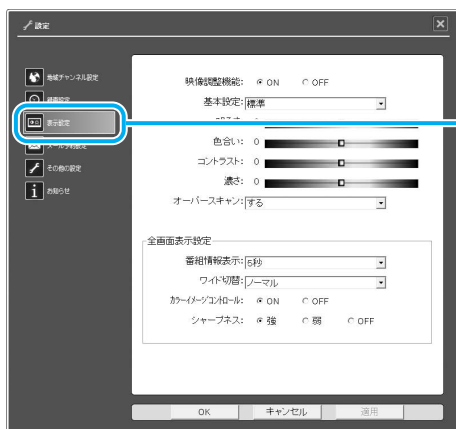 設定
地域チャンネル設定
表示設定
その他の設定
お知らせ
映像調整機能: ON OFF
基本設定: 標準
色合い: 0
コントラスト: 0
濃さ: 0
オーバースキャン: する
全画面表示設定
番組情報表示: 5秒
ワイド切替: ノーマル
カラーイメージコントロール: ON OFF
シャープネス: 強 弱 OFF
OK キャンセル 適用